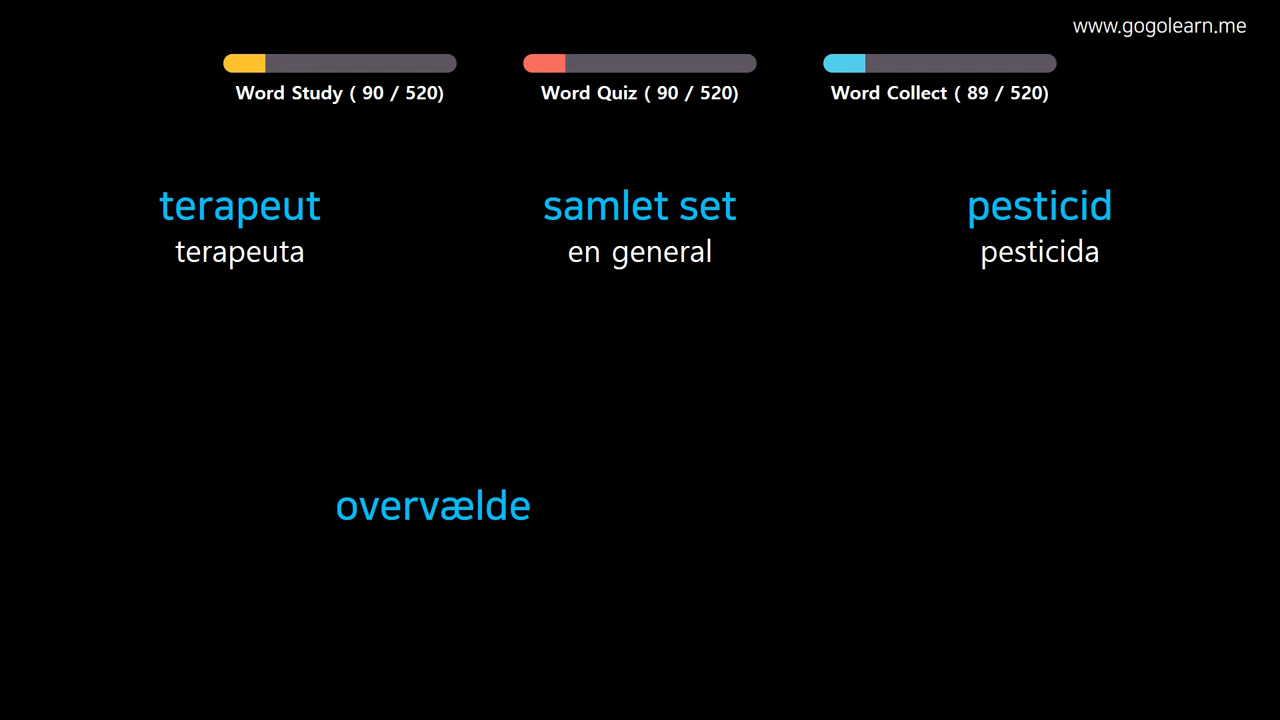 www.gogolearn.me
Word Study ( 90 / 520)
Word Quiz ( 90 / 520)
Word Collect ( 89 / 520)
terapeut
terapeuta
samlet set
en general
pesticid
pesticida
overvælde